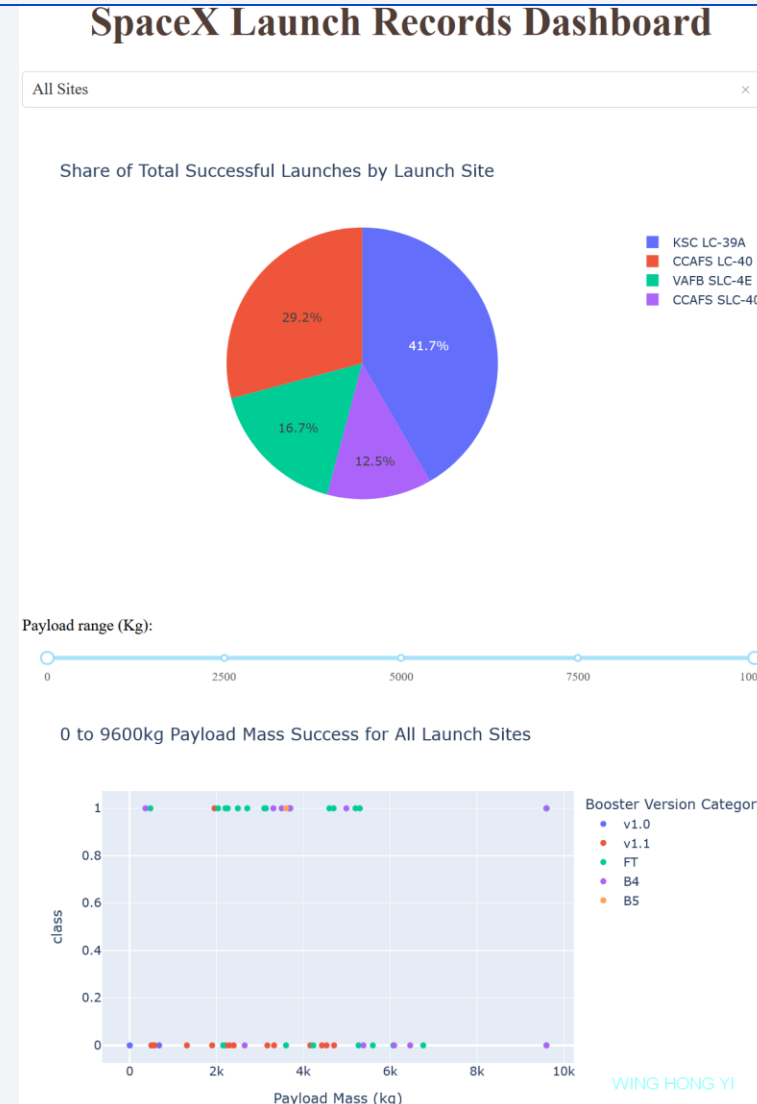 SpaceX Launch Records Dashboard
All Sites ×
Share of Total Successful Launches by Launch Site
KSC LC-39A
CCAFS LC-40
VAFB SLC-4E
CCAFS SLC-40
29.2%
41.7%
16.7%
12.5%
Payload range (Kg):
0 2500 5000 7500 100
0 to 9600kg Payload Mass Success for All Launch Sites
Booster Version Categor
v1.0
v1.1
FT
B4
B5
1
0.8
0.6
class
0.4
0.2
0
0 2k 4k 6k 8k 10k
Payload Mass (kg)
WING HONG YI